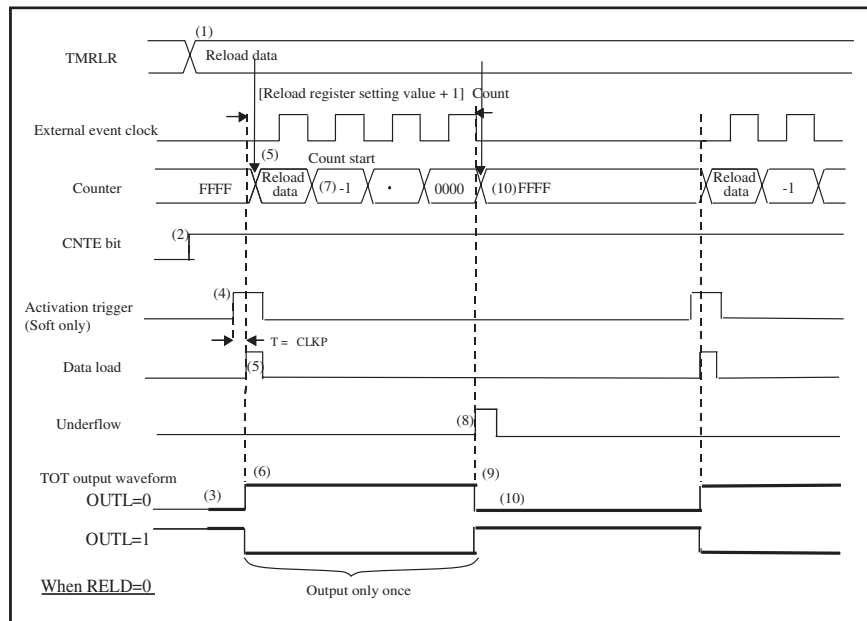 (1)
TMRLR
Reload data
[Reload register setting value + 1] Count
External event clock
(5)
Count start
Counter
FFFF
Reload
data
(7) -1
·
0000
(10) FFFF
Reload
data
-1
CNTE bit
(2)
Activation trigger
(Soft only)
(4)
T = CLKP
Data load
(5)
Underflow
(8)
TOT output waveform
(6)
(9)
OUTL=0
(3)
(10)
OUTL=1
When RELD=0
Output only once